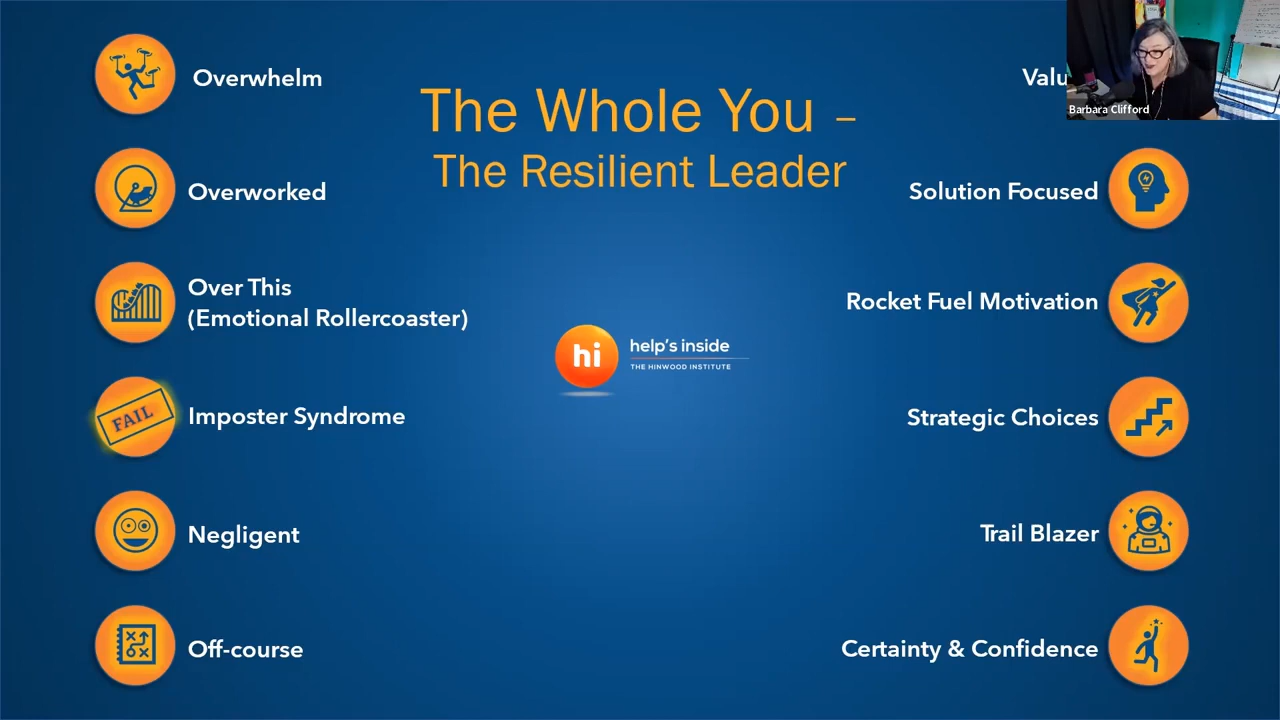 Overwhelm
Overworked
Over This
(Emotional Rollercoaster)
FAIL
Imposter Syndrome
Negligent
Off-course
The Whole You –
The Resilient Leader
hi
help's inside
THE HINWOOD INSTITUTE
Valu
Barbara Clifford
Solution Focused
Rocket Fuel Motivation
Strategic Choices
Trail Blazer
Certainty & Confidence